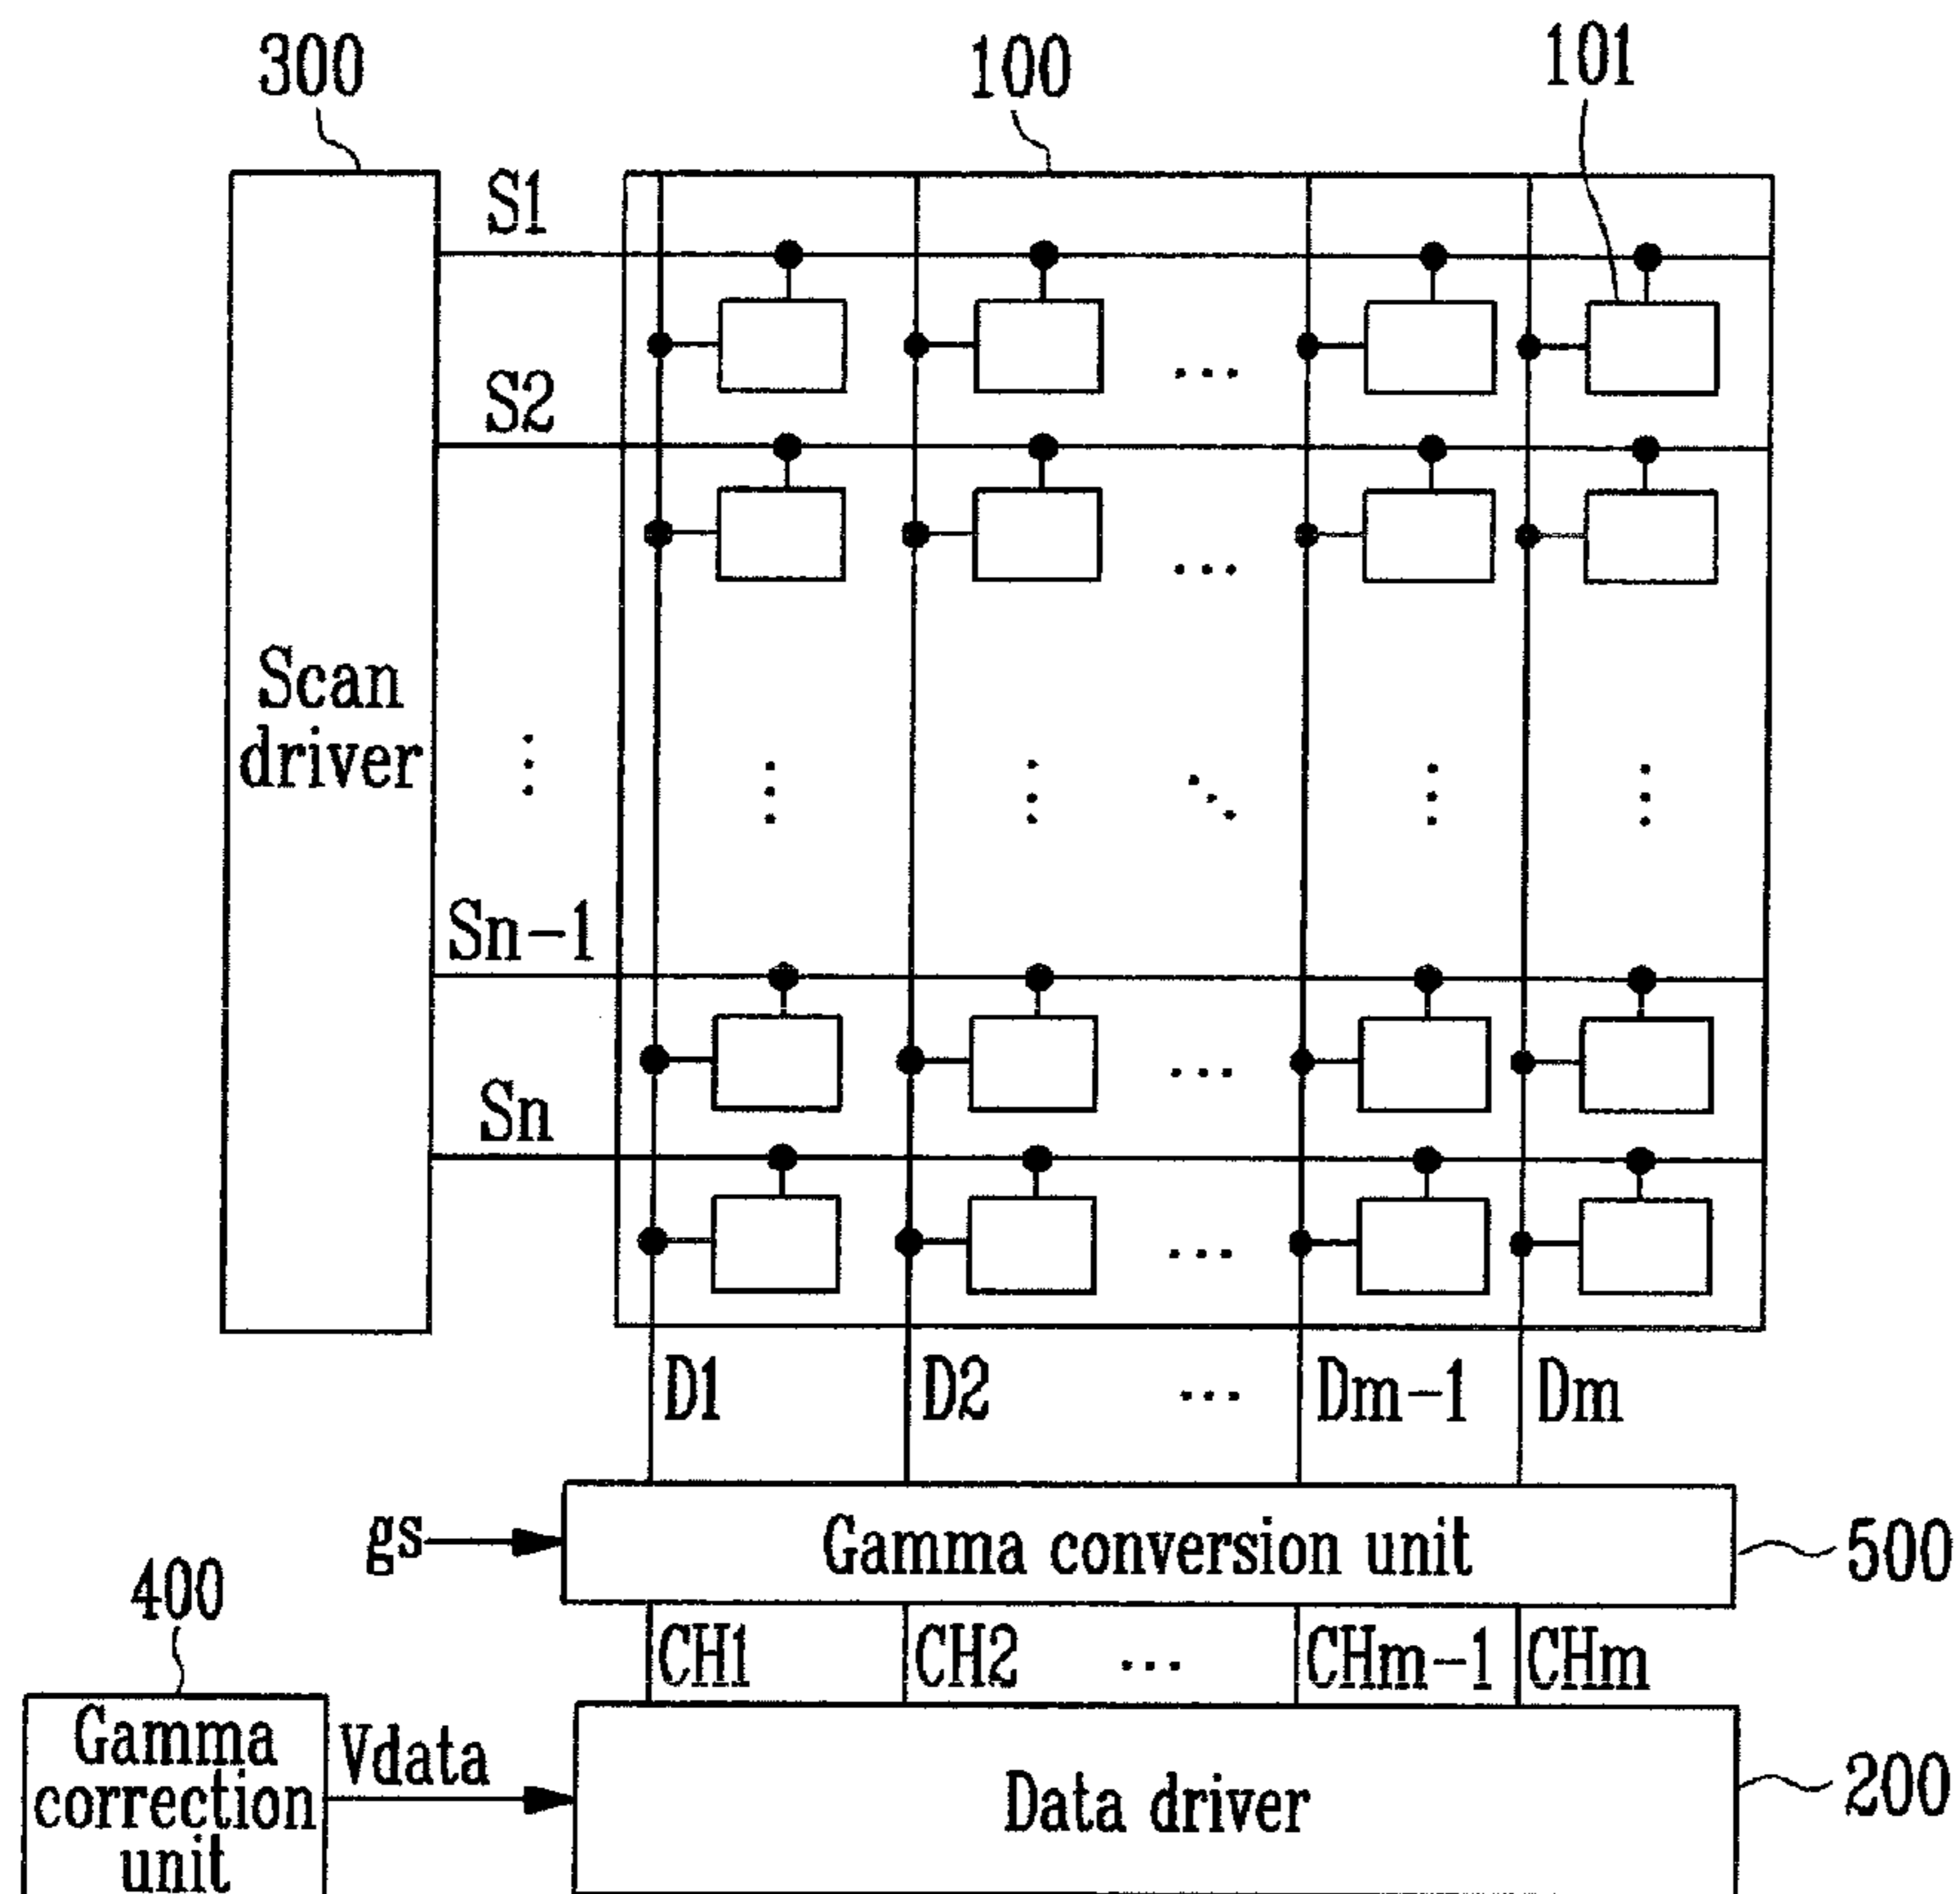 300
100
101
S1
S2
Scan
driver
Sn-1
Sn
D1 D2 ... Dm-1 Dm
gs
Gamma conversion unit
500
400
CH1 CH2 ... CHm-1 CHm
Gamma
correction
unit
Vdata
Data driver
200